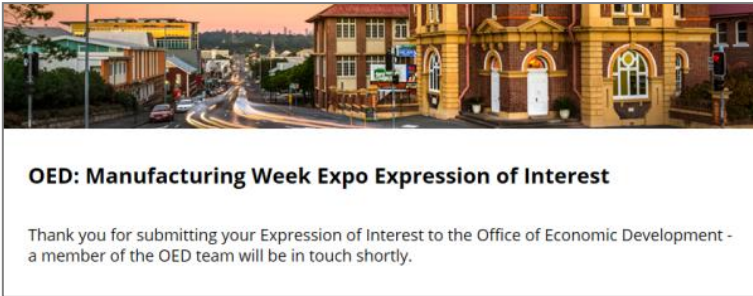 OED: Manufacturing Week Expo Expression of Interest
Thank you for submitting your Expression of Interest to the Office of Economic Development -
a member of the OED team will be in touch shortly.